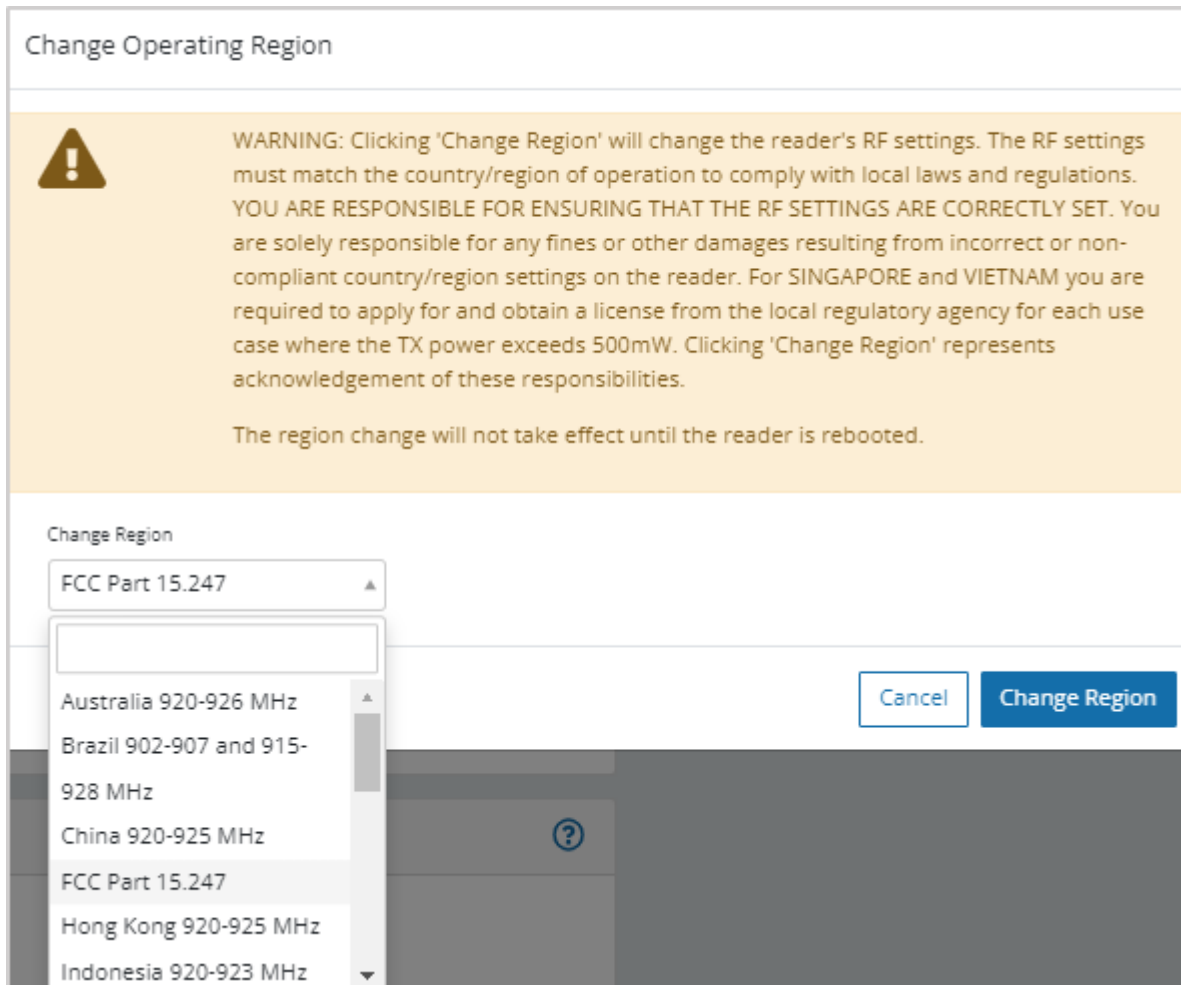 Change Operating Region
WARNING: Clicking 'Change Region' will change the reader's RF settings. The RF settings
must match the country/region of operation to comply with local laws and regulations.
YOU ARE RESPONSIBLE FOR ENSURING THAT THE RF SETTINGS ARE CORRECTLY SET. You
are solely responsible for any fines or other damages resulting from incorrect or non-
compliant country/region settings on the reader. For SINGAPORE and VIETNAM you are
required to apply for and obtain a license from the local regulatory agency for each use
case where the TX power exceeds 500mW. Clicking 'Change Region' represents
acknowledgement of these responsibilities.
The region change will not take effect until the reader is rebooted.
Change Region
FCC Part 15.247
Australia 920-926 MHz
Brazil 902-907 and 915-
928 MHz
China 920-925 MHz
FCC Part 15.247
Hong Kong 920-925 MHz
Indonesia 920-923 MHz
Cancel
Change Region